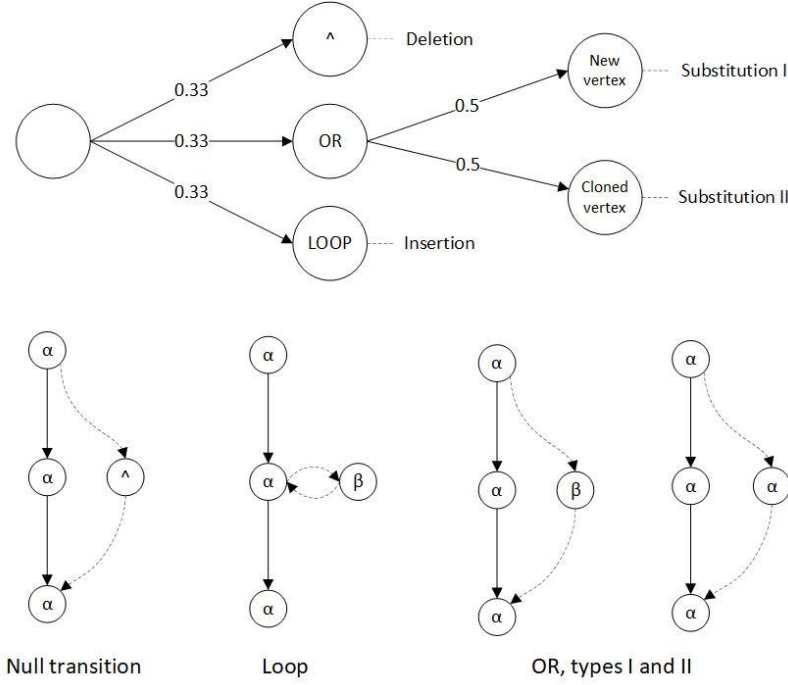 ^
Deletion
0.33
New
vertex
Substitution I
0.5
0.33
OR
0.5
0.33
Cloned
vertex
Substitution II
LOOP
Insertion
α
α
^
α
α
α
β
α
α
α
β
α
α
α
α
α
Null transition
Loop
OR, types I and II